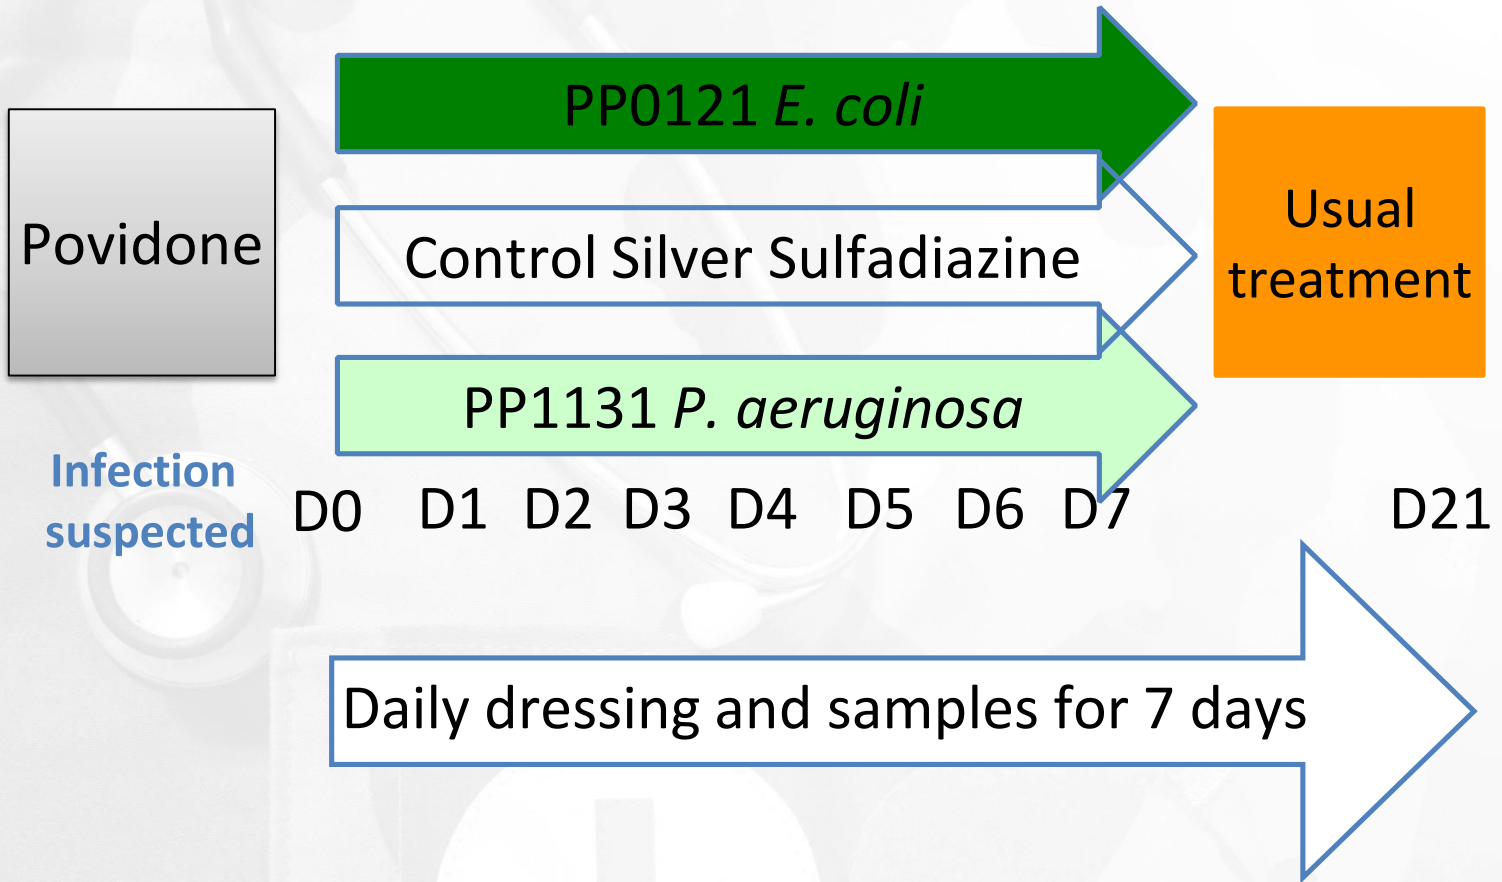 PP0121 E. coli
Povidone
Control Silver Sulfadiazine
Usual
treatment
PP1131 P. aeruginosa
Infection
suspected
D0 D1 D2 D3 D4 D5 D6 D7 D21
Daily dressing and samples for 7 days